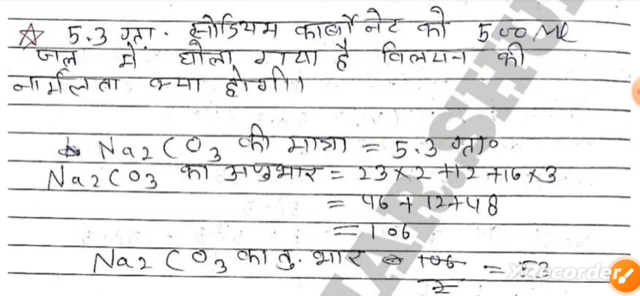 ☆ 5.3 ग्रा. सोडियम कार्बोनेट को 500 Ml
जल में घोला गया है विलयन की
नार्मलता क्या होगी।
Na2CO3 की मात्रा = 5.3 ग्रा०
Na2CO3 का अणुभार = 23×2+12+16×3
= 46+12+48
= 106
Na2CO3 का तु. भार = 106/2 = 53